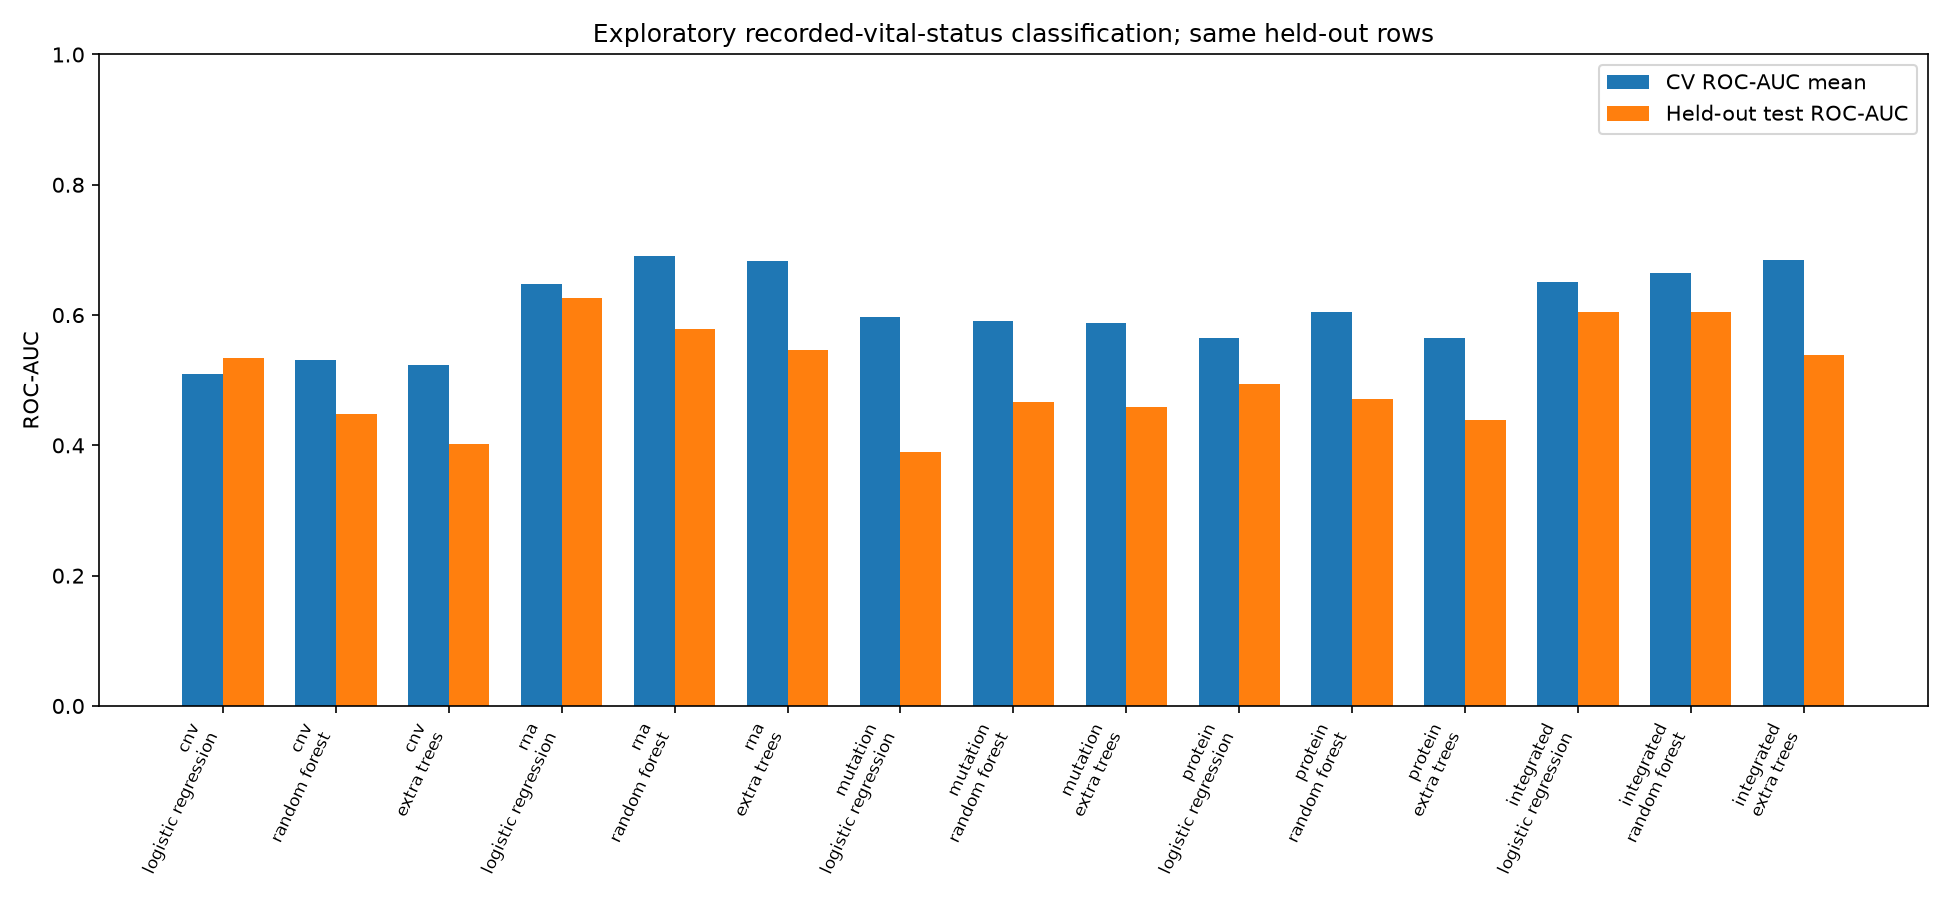 Exploratory recorded-vital-status classification; same held-out rows
CV ROC-AUC mean
Held-out test ROC-AUC
ROC-AUC
1.0
0.8
0.6
0.4
0.2
0.0
cnv
logistic regression
cnv
random forest
cnv
extra trees
rna
logistic regression
rna
random forest
rna
extra trees
mutation
logistic regression
mutation
random forest
mutation
extra trees
protein
logistic regression
protein
random forest
protein
extra trees
integrated
logistic regression
integrated
random forest
integrated
extra trees